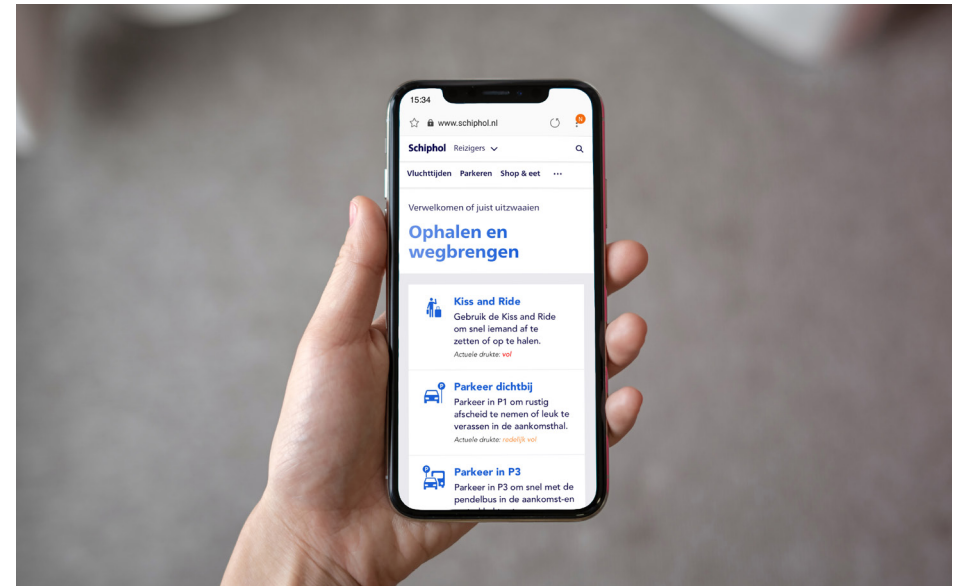 15:34
www.schiphol.nl
N
Schiphol Reizigers
Vluchttijden Parkeren Shop & eet ...
Verwelkomen of juist uitzwaaien
Ophalen en
wegbrengen
Kiss and Ride
Gebruik de Kiss and Ride
om snel iemand af te
zetten of op te halen.
Actuele drukte: vol
P
Parkeer dichtbij
Parkeer in P1 om rustig
afscheid te nemen of leuk te
verassen in de aankomsthal.
Actuele drukte: redelijk vol
P
Parkeer in P3
Parkeer in P3 om snel met de
pendelbus in de aankomst-en